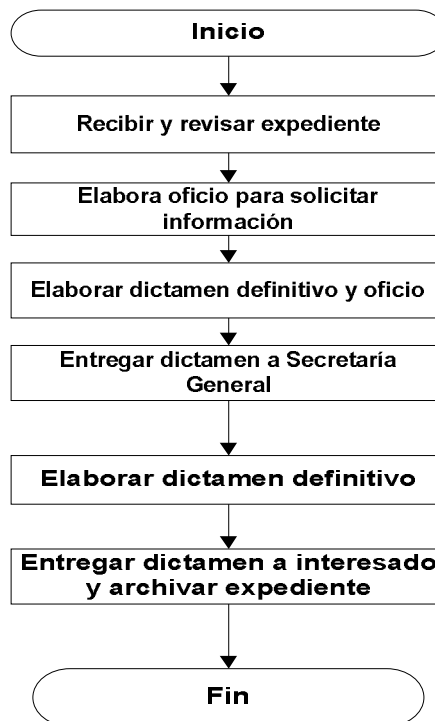 Inicio
Recibir y revisar expediente
Elabora oficio para solicitar
información
Elaborar dictamen definitivo y oficio
Entregar dictamen a Secretaría
General
Elaborar dictamen definitivo
Entregar dictamen a interesado
y archivar expediente
Fin